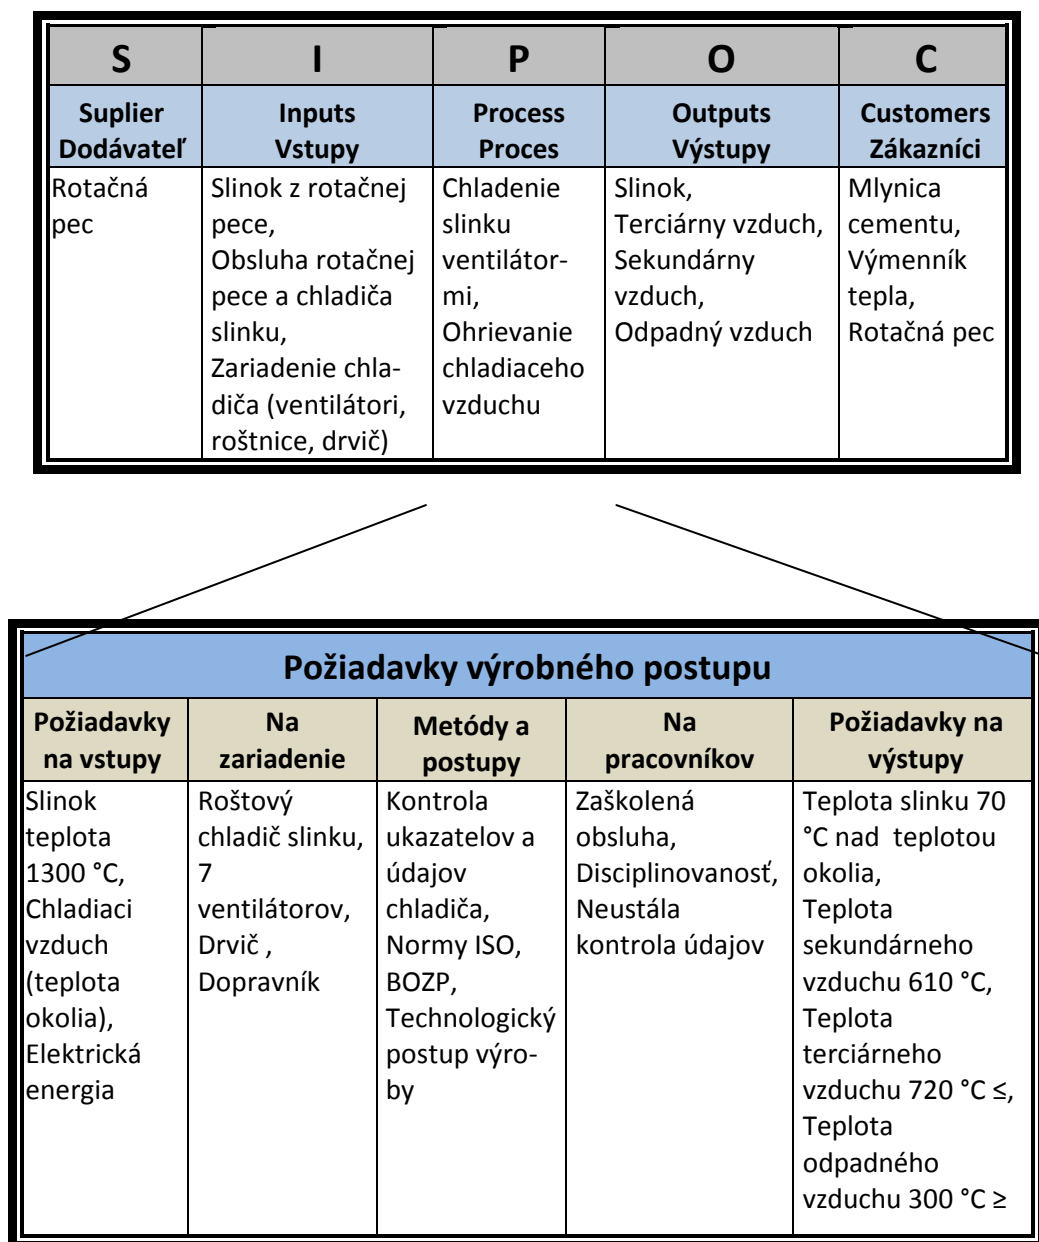 S I P O C
Suplier Inputs Process Outputs Customers
Dodávateľ Vstupy Proces Výstupy Zákazníci
Rotačná
pec
Slinok z rotačnej
pece,
Obsluha rotačnej
pece a chladiča
slinku,
Zariadenie chla-
diča (ventilátori,
roštnice, drvič)
Chladenie
slinku
ventilátor-
mi,
Ohrievanie
chladiaceho
vzduchu
Slinok,
Terciárny vzduch,
Sekundárny
vzduch,
Odpadný vzduch
Mlynica
cementu,
Výmenník
tepla,
Rotačná pec
Požiadavky výrobného postupu
Požiadavky
na vstupy
Na
zariadenie
Metódy a
postupy
Na
pracovníkov
Požiadavky na
výstupy
Slinok
teplota
1300 °C,
Chladiaci
vzduch
(teplota
okolia),
Elektrická
energia
Roštový
chladič slinku,
7
ventilátorov,
Drvič ,
Dopravník
Kontrola
ukazatelov a
údajov
chladiča,
Normy ISO,
BOZP,
Technologický
postup výro-
by
Zaškolená
obsluha,
Disciplinovanosť,
Neustála
kontrola údajov
Teplota slinku 70
°C nad  teplotou
okolia,
Teplota
sekundárneho
vzduchu 610 °C,
Teplota
terciárneho
vzduchu 720 °C ≤,
Teplota
odpadného
vzduchu 300 °C ≥